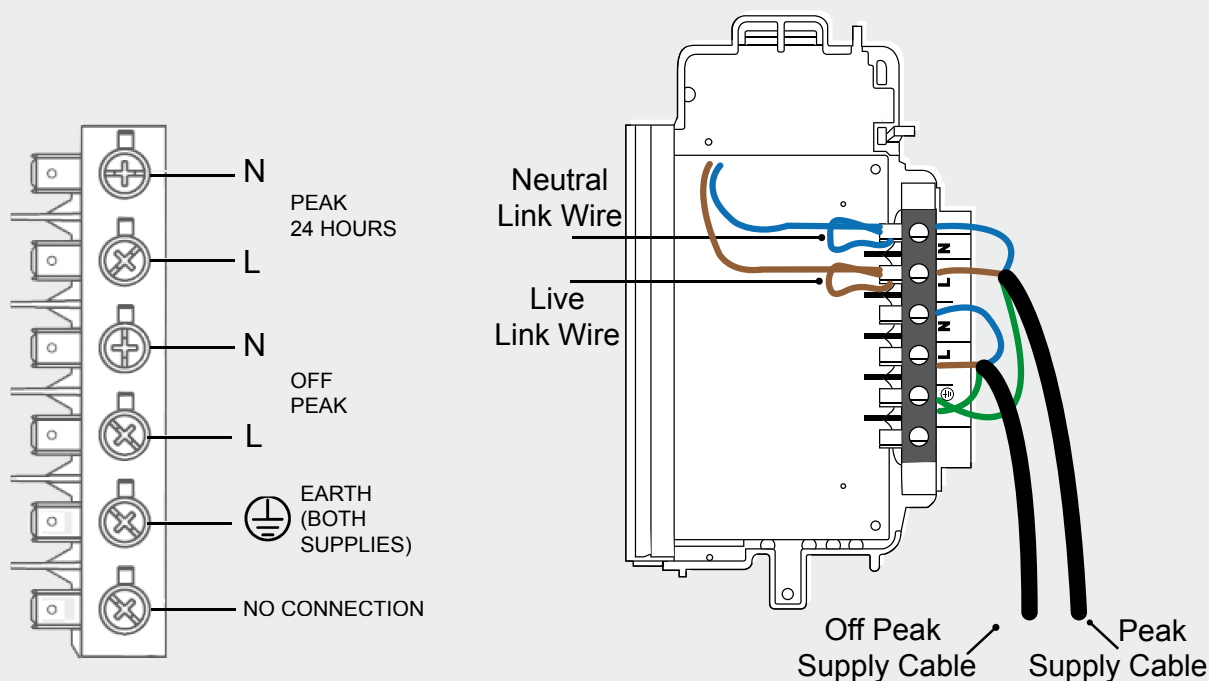 N
PEAK
24 HOURS
L
N
OFF
PEAK
L
EARTH
(BOTH
SUPPLIES)
NO CONNECTION
Neutral
Link Wire
Live
Link Wire
N
L
N
L
Off Peak
Supply Cable
Peak
Supply Cable